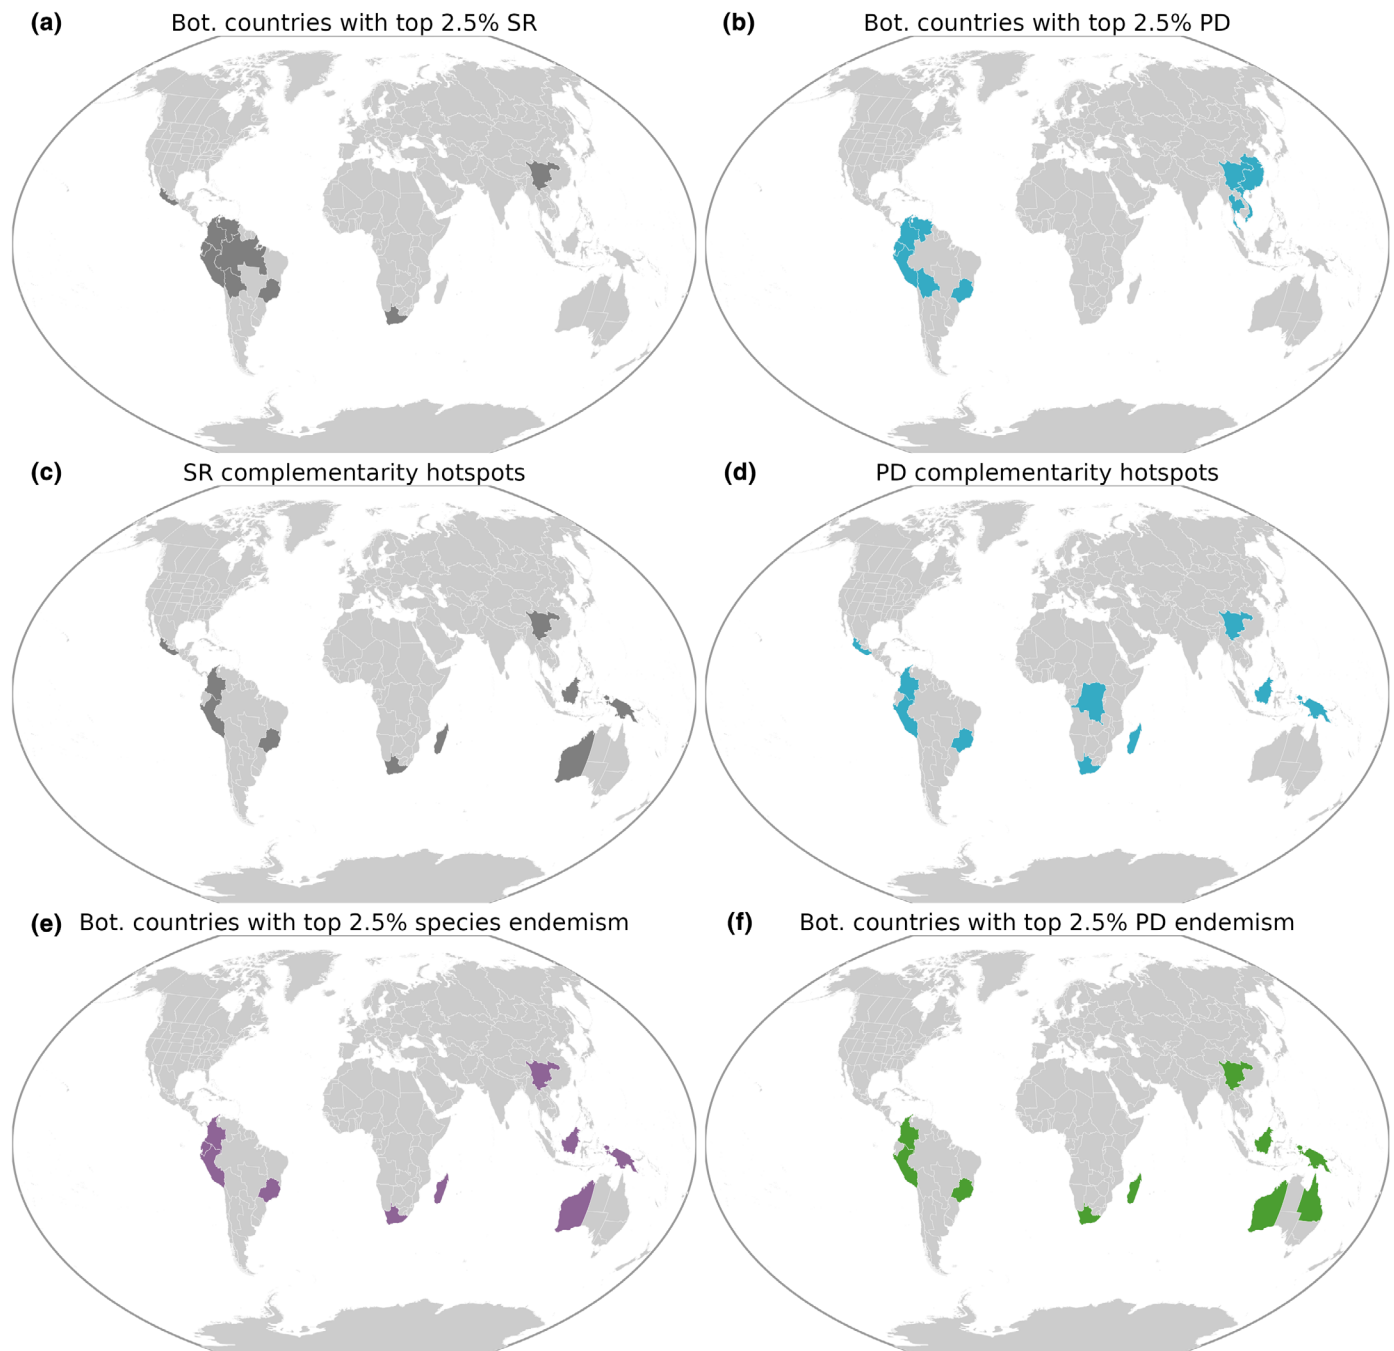 (a) Bot. countries with top 2.5% SR
(b) Bot. countries with top 2.5% PD
(c) SR complementarity hotspots
(d) PD complementarity hotspots
(e) Bot. countries with top 2.5% species endemism
(f) Bot. countries with top 2.5% PD endemism